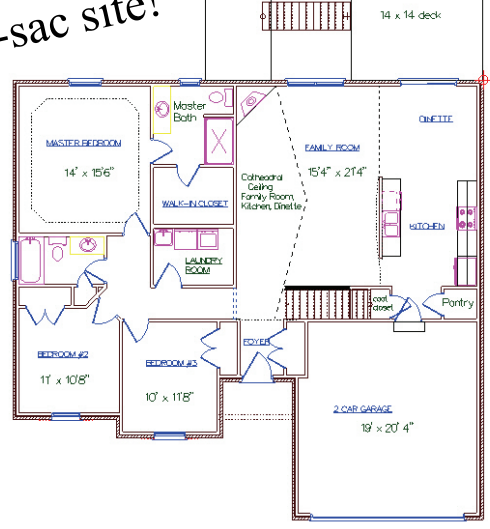 -sac site!
14 x 14 deck
Master
Bath
DINETTE
MASTER BEDROOM
14' x 15'6"
FAMILY ROOM
15'4" x 21'4"
Cathedral
Ceiling
Family Room,
Kitchen, Dinette
WALK-IN CLOSET
KITCHEN
LAUNDRY
ROOM
coat
closet
Pantry
FOYER
BEDROOM #2
11' x 10'8"
BEDROOM #3
10' x 11'8"
2 CAR GARAGE
19' x 20' 4"